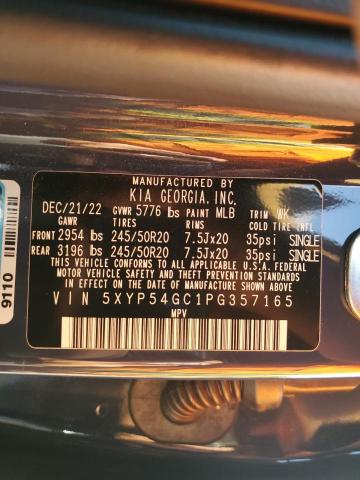 MANUFACTURED BY
KIA GEORGIA, INC.
DEC/21/22 GVWR 5776 lbs PAINT MLB TRIM WK
GAWR TIRES RIMS COLD TIRE INFL
FRONT 2954 lbs 245/50R20 7.5Jx20 35psi SINGLE
REAR 3196 lbs 245/50R20 7.5Jx20 35psi SINGLE
THIS VEHICLE CONFORMS TO ALL APPLICABLE U.S.A.
FEDERAL MOTOR VEHICLE SAFETY STANDARDS
IN EFFECT ON THE DATE OF MANUFACTURE SHOWN ABOVE.
VIN 5XYP54GC1PG357165
MPV
9110